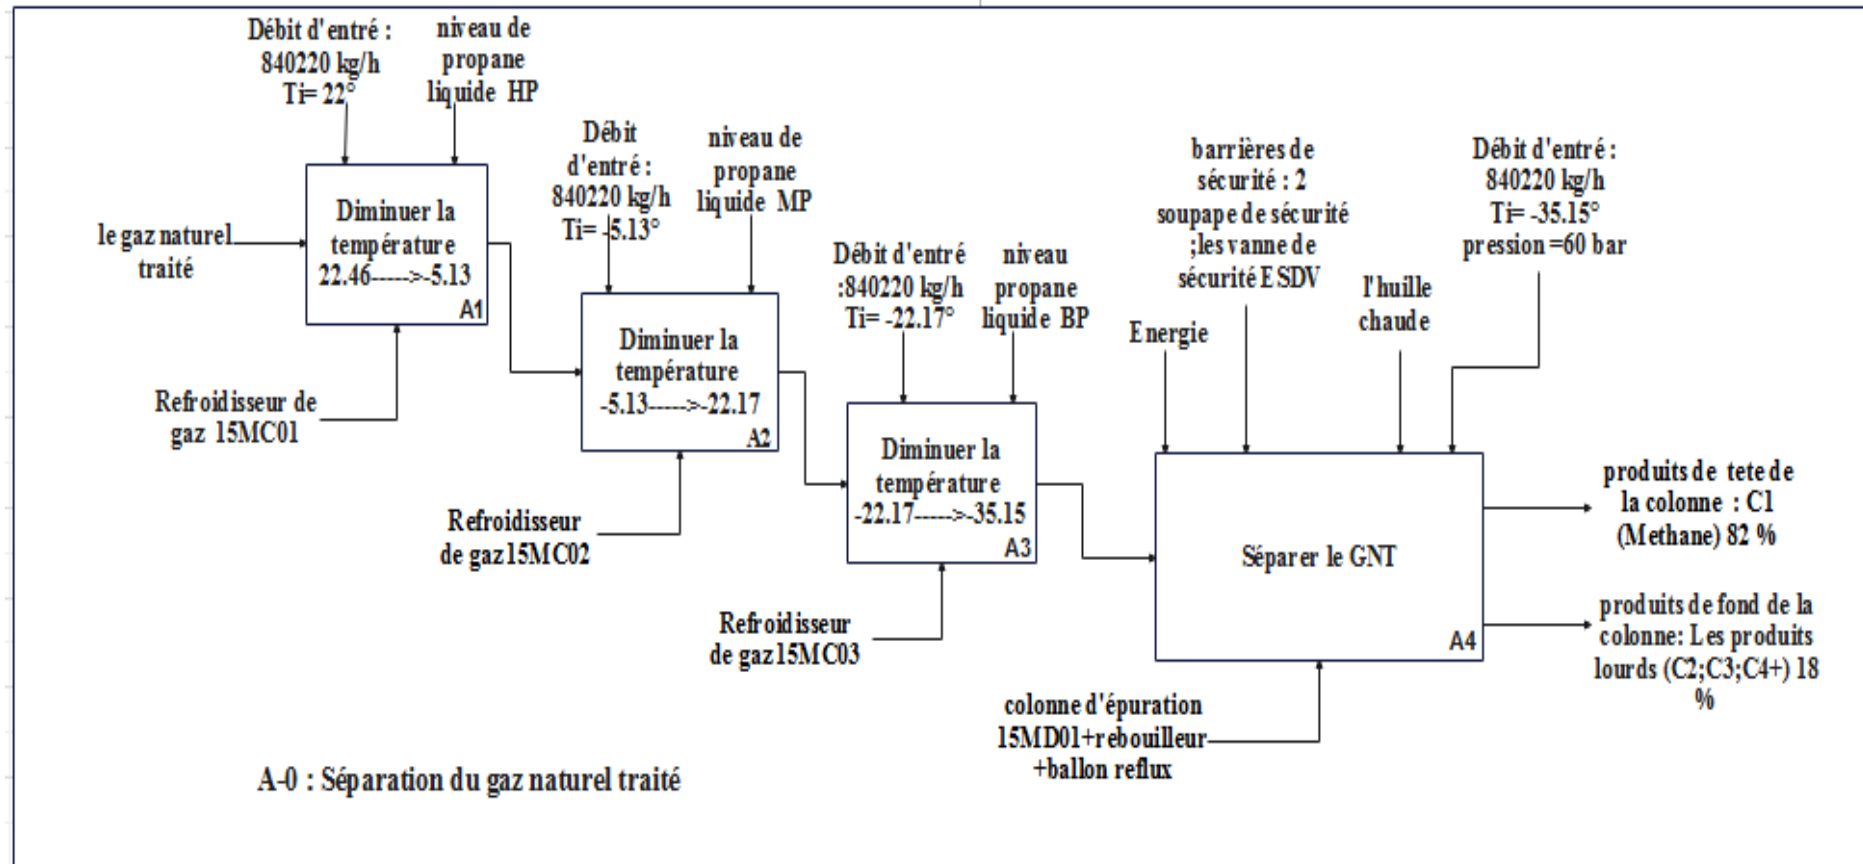 Débit d'entré :
840220 kg/h
Ti= 22°
niveau de
propane
liquide HP
Débit
d'entré :
840220 kg/h
Ti= -5.13°
niveau de
propane
liquide MP
barrières de
sécurité : 2
soupape de sécurité
;les vanne de
sécurité ESDV
Débit d'entré :
840220 kg/h
Ti= -35.15°
pression =60 bar
le gaz naturel
traité
Diminuer la
température
22.46----->-5.13
A1
Débit d'entré
:840220 kg/h
Ti= -22.17°
niveau
propane
liquide BP
Energie
l'huille
chaude
Refroidisseur de
gaz 15MC01
Diminuer la
température
-5.13----->-22.17
A2
Diminuer la
température
-22.17----->-35.15
A3
Refroidisseur
de gaz15MC02
Séparer le GNT
A4
produits de tete de
la colonne : C1
(Methane) 82 %
produits de fond de la
colonne: Les produits
lourds (C2;C3;C4+) 18
%
Refroidisseur
de gaz15MC03
colonne d'épuration
15MD01+rebouilleur
+ballon reflux
A-0 : Séparation du gaz naturel traité